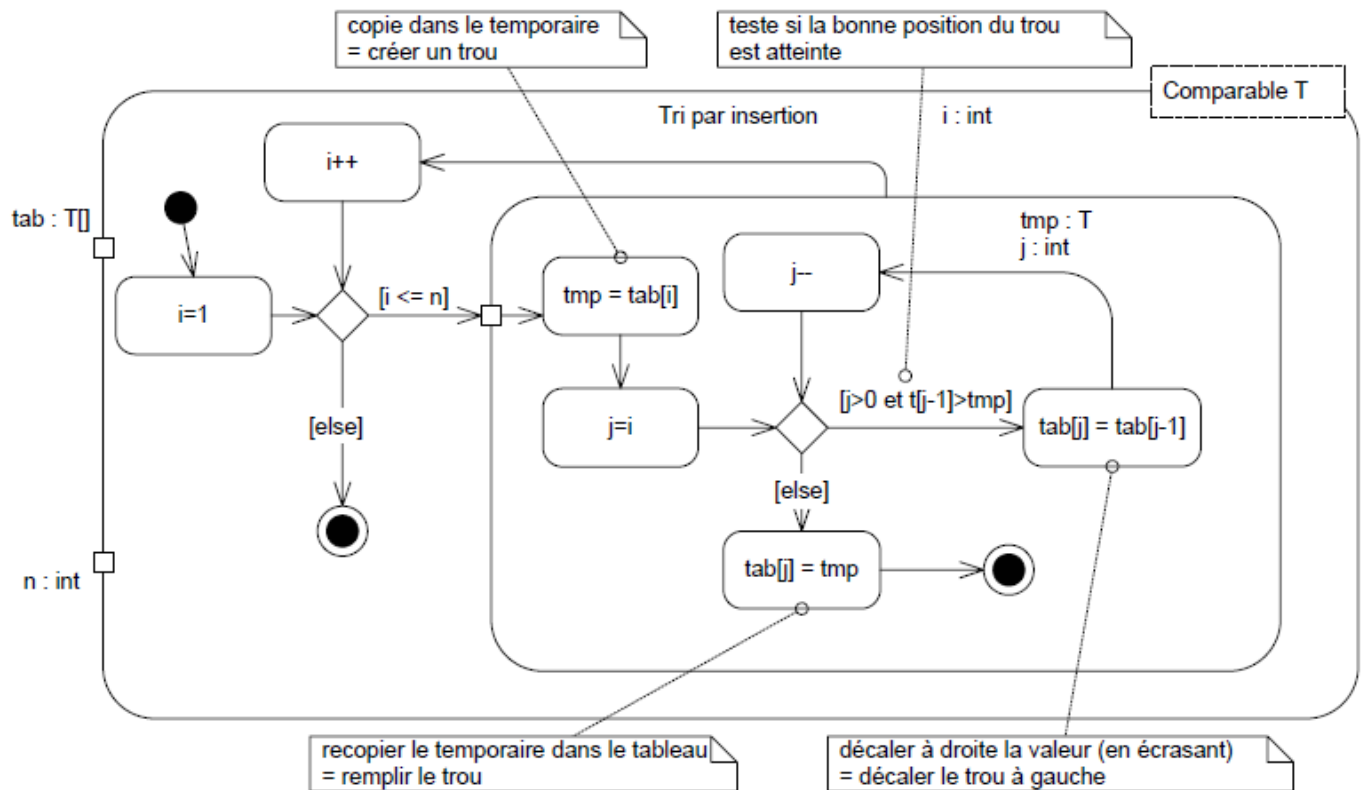 copie dans le temporaire
= créer un trou
teste si la bonne position du trou
est atteinte
Comparable T
Tri par insertion
i : int
i++
tab : T[]
tmp : T
j : int
i=1
[i <= n]
tmp = tab[i]
j--
[else]
j=i
[j>0 et t[j-1]>tmp]
tab[j] = tab[j-1]
[else]
n : int
tab[j] = tmp
recopier le temporaire dans le tableau
= remplir le trou
décaler à droite la valeur (en écrasant)
= décaler le trou à gauche